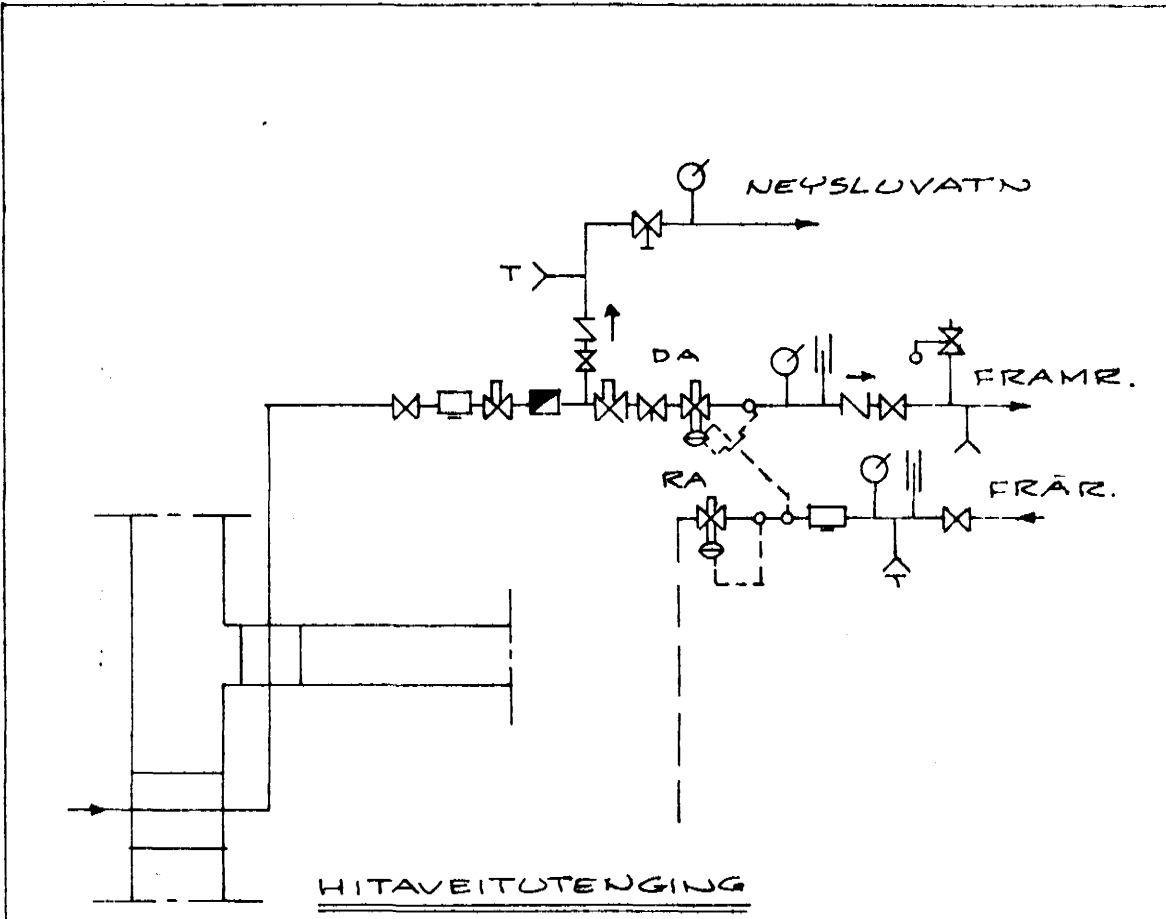 NEYSLUVATN
T
DA
FRAMR.
RA
FRÁR.
T
HITAVEITUTENGING